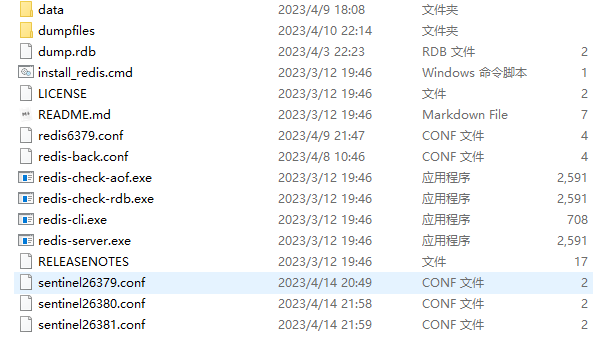 data 2023/4/9 18:08 文件夹
dumpfiles 2023/4/10 22:14 文件夹
dump.rdb 2023/4/3 22:23 RDB 文件 2
install_redis.cmd 2023/3/12 19:46 Windows 命令脚本 1
LICENSE 2023/3/12 19:46 文件 2
README.md 2023/3/12 19:46 Markdown File 7
redis6379.conf 2023/4/9 21:47 CONF 文件 4
redis-back.conf 2023/4/8 10:46 CONF 文件 4
redis-check-aof.exe 2023/3/12 19:46 应用程序 2,591
redis-check-rdb.exe 2023/3/12 19:46 应用程序 2,591
redis-cli.exe 2023/3/12 19:46 应用程序 708
redis-server.exe 2023/3/12 19:46 应用程序 2,591
RELEASENOTES 2023/3/12 19:46 文件 17
sentinel26379.conf 2023/4/14 20:49 CONF 文件 2
sentinel26380.conf 2023/4/14 21:58 CONF 文件 2
sentinel26381.conf 2023/4/14 21:59 CONF 文件 2